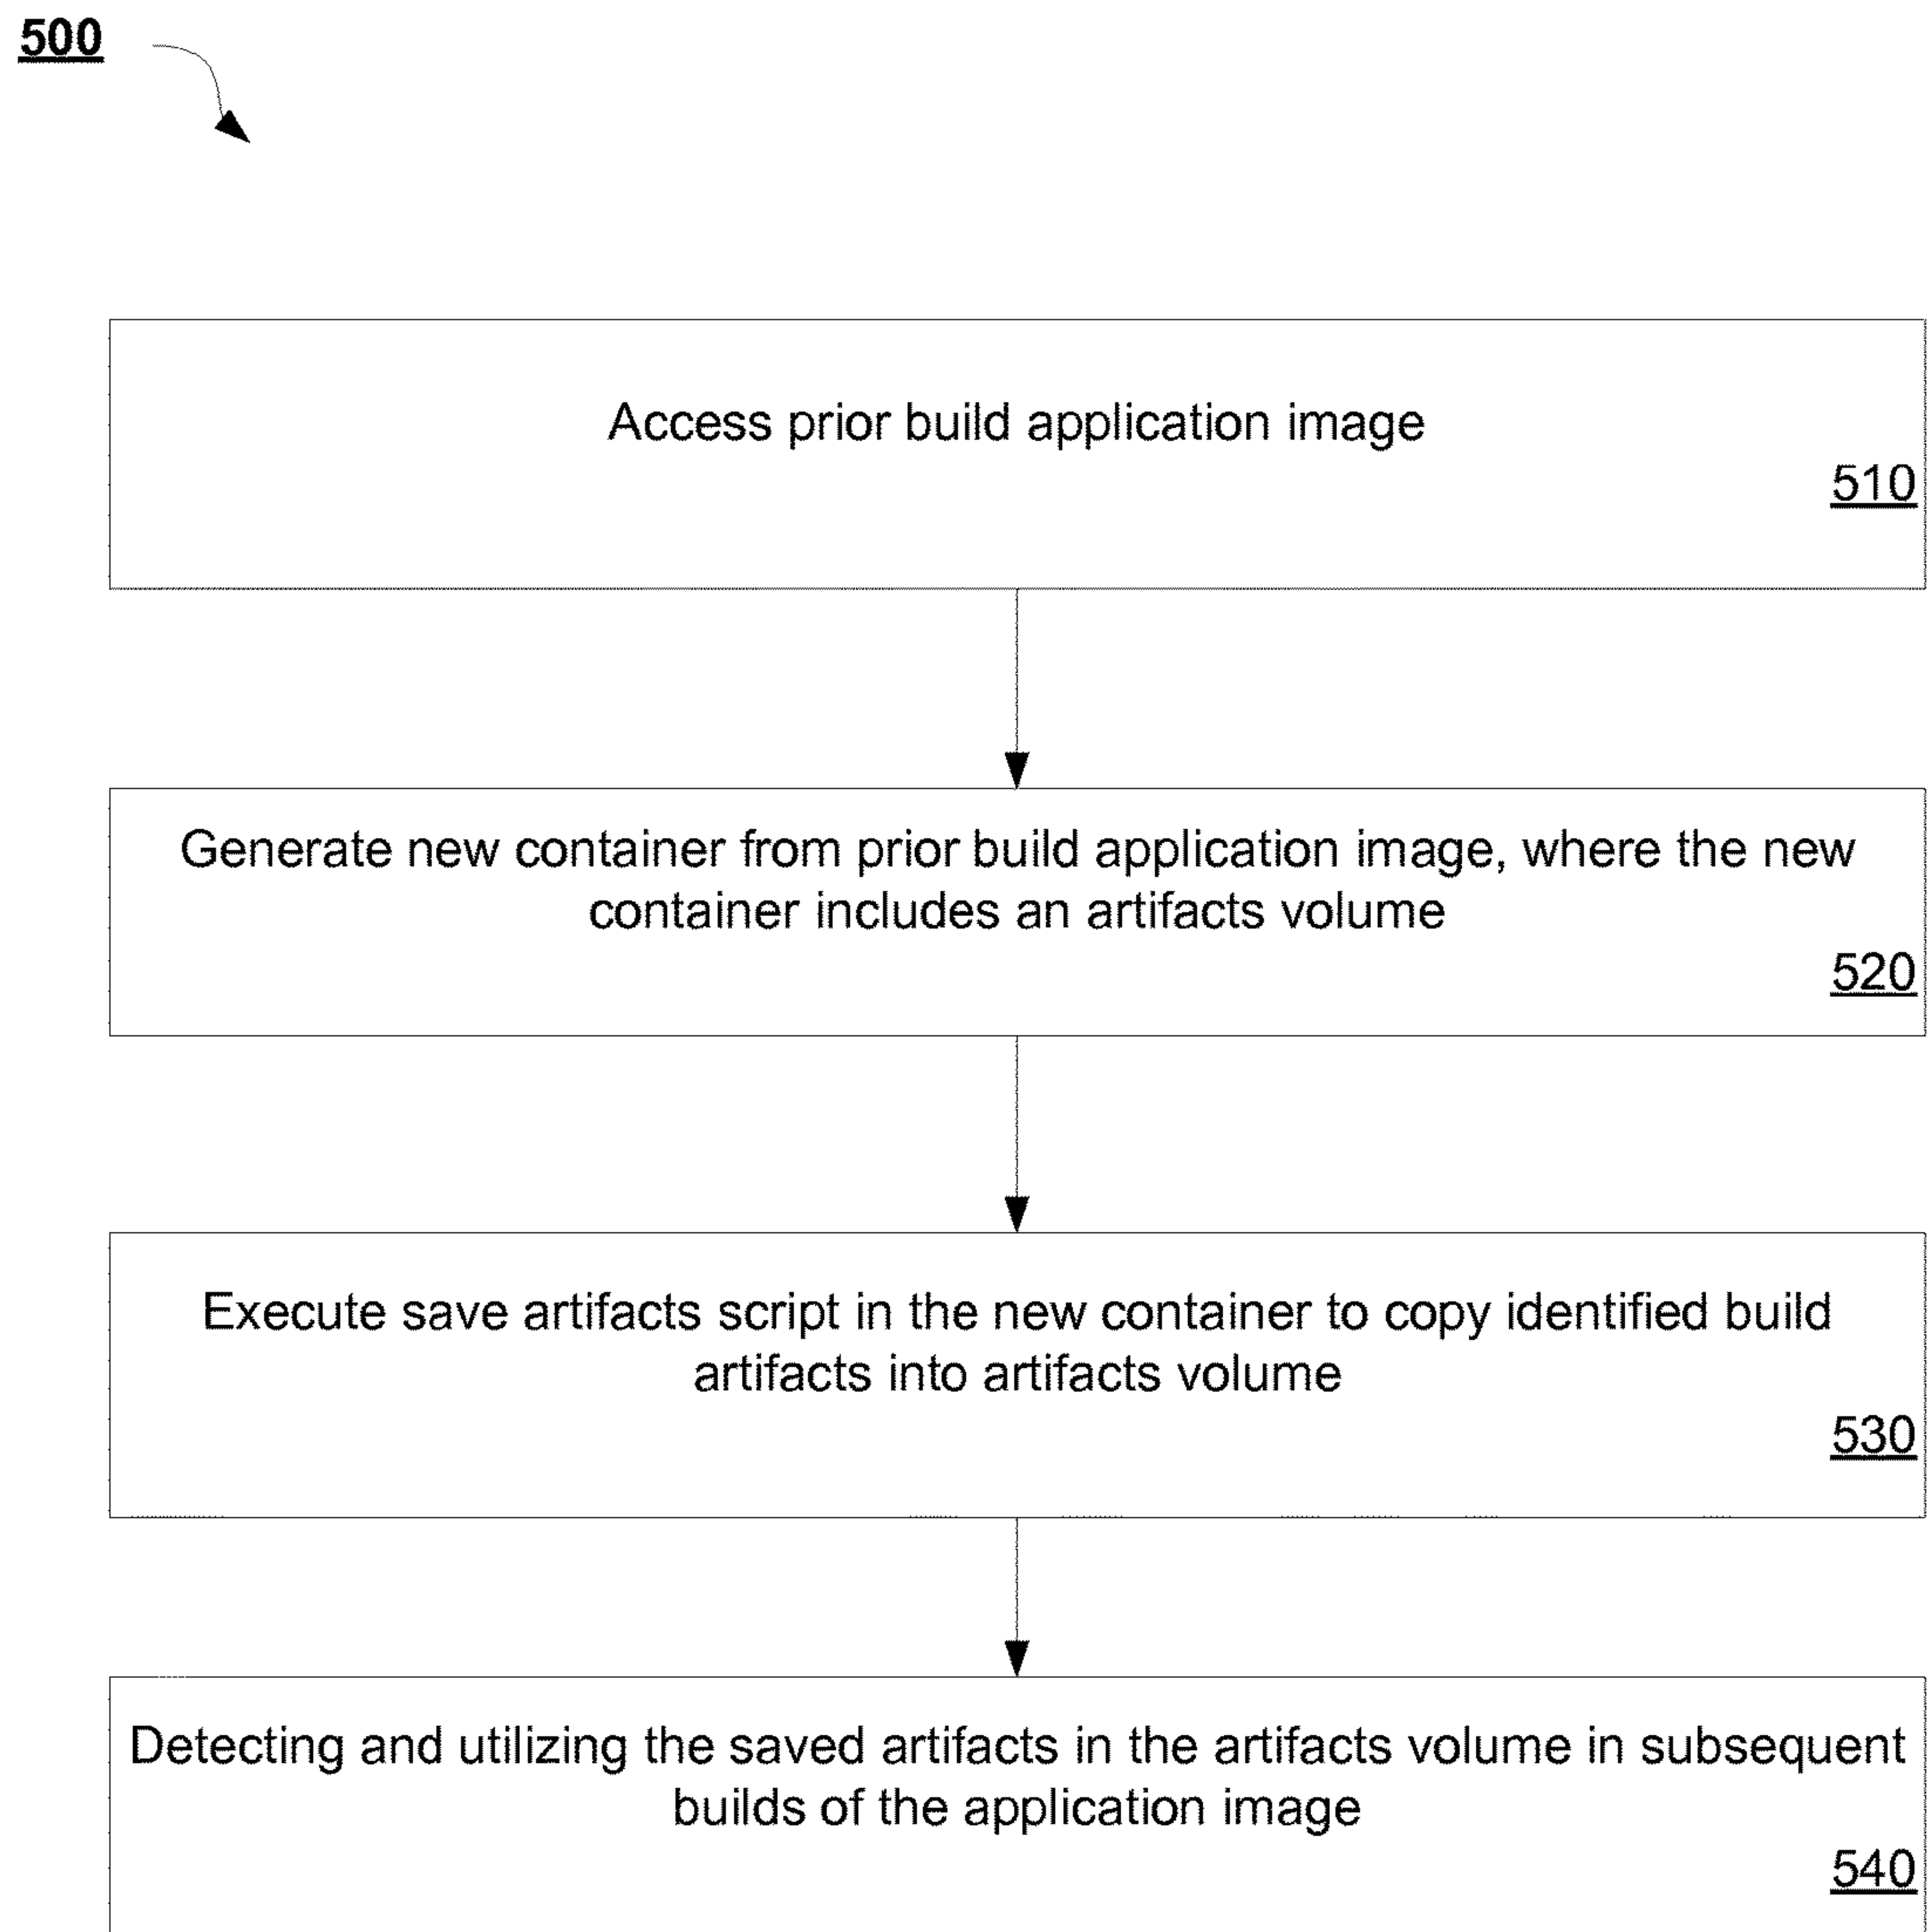 500
Access prior build application image
510
Generate new container from prior build application image, where the new
container includes an artifacts volume
520
Execute save artifacts script in the new container to copy identified build
artifacts into artifacts volume
530
Detecting and utilizing the saved artifacts in the artifacts volume in subsequent
builds of the application image
540